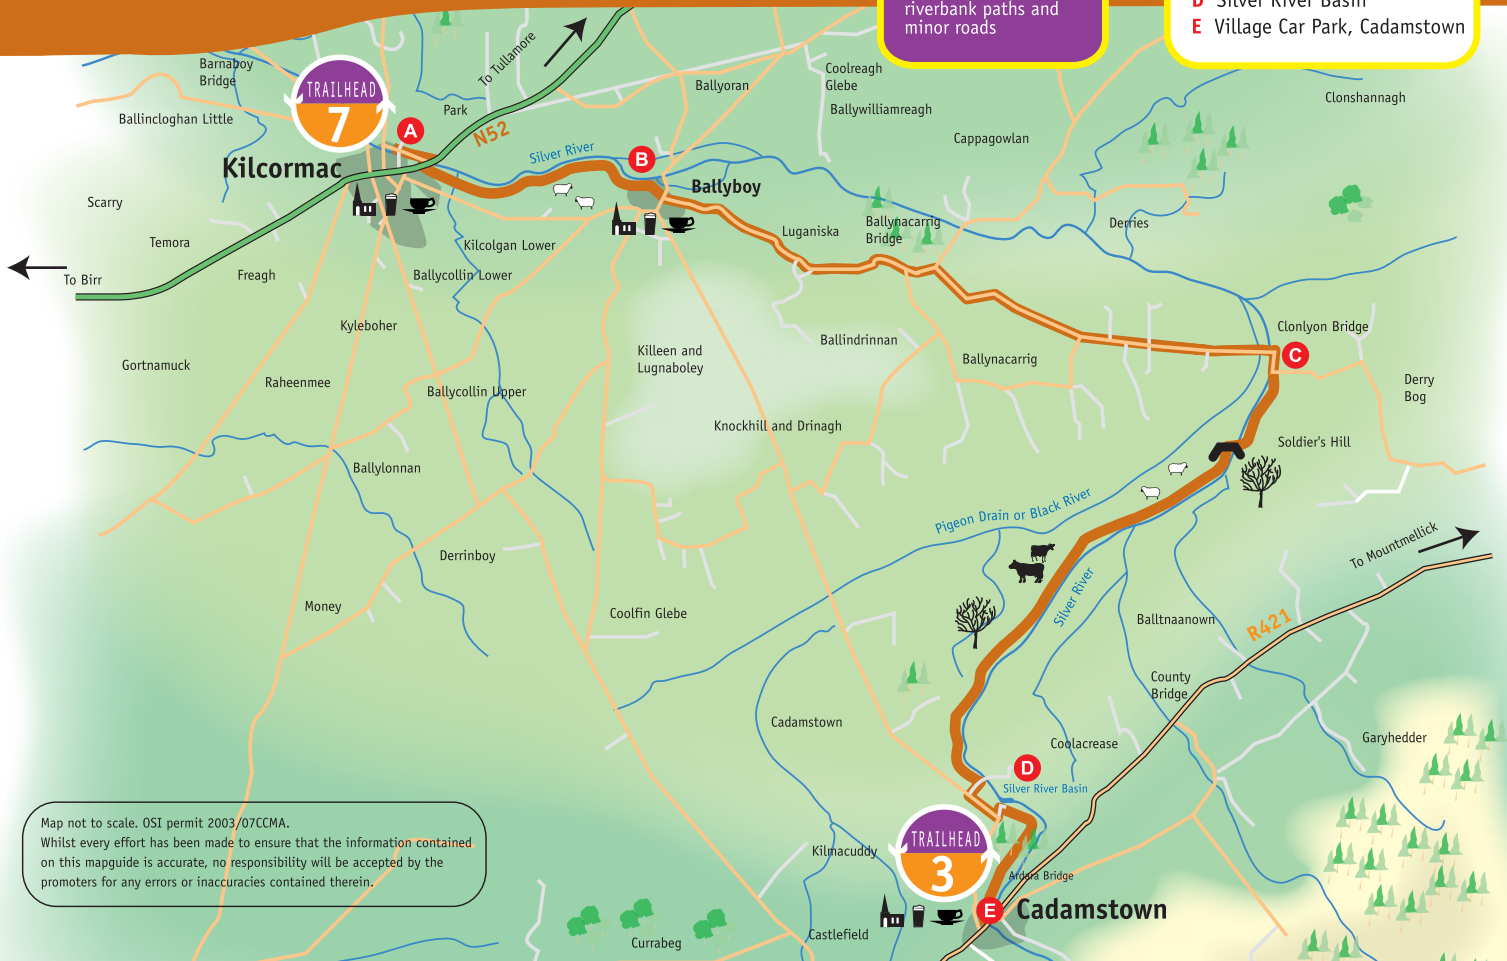 riverbank paths and
minor roads
D Silver River Basin
E Village Car Park, Cadamstown
Barnaboy
Bridge
To Tullamore
Coolreagh
Glebe
Ballyoran
Clonshannagh
TRAILHEAD
7
Park
Ballywilliamreagh
Ballincloghan Little
A
N52
Cappagowlan
Silver River
B
Kilcormac
Ballyboy
Scarry
Ballynacarrig
Bridge
Luganiska
Derries
Temora
Kilcolgan Lower
To Birr
Freagh
Ballycollin Lower
Kyleboher
Clonlyon Bridge
Ballindrinnan
Killeen and
Lugnaboley
Ballynacarrig
C
Gortnamuck
Raheenmee
Ballycollin Upper
Derry
Bog
Knockhill and Drinagh
Soldier's Hill
Ballylonnan
Pigeon Drain or Black River
To Mountmellick
Derrinboy
Silver River
Money
Coolfin Glebe
Balltnaanown
R421
County
Bridge
Cadamstown
Coolacrease
Garyhedder
D
Silver River Basin
Map not to scale. OSI permit 2003/07CCMA.
Whilst every effort has been made to ensure that the information contained
on this mapguide is accurate, no responsibility will be accepted by the
promoters for any errors or inaccuracies contained therein.
TRAILHEAD
3
Kilmacuddy
Ardara Bridge
E
Cadamstown
Castlefield
Currabeg